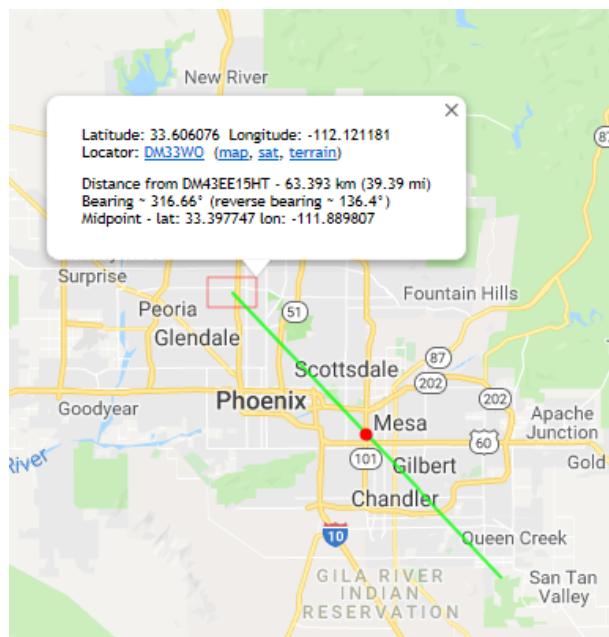 New River
×
Latitude: 33.606076 Longitude: -112.121181
Locator: DM33WO (map, sat, terrain)
Distance from DM43EE15HT - 63.393 km (39.39 mi)
Bearing ~ 316.66° (reverse bearing ~ 136.4°)
Midpoint - lat: 33.397747 lon: -111.889807
87
Surprise
Peoria
51
Fountain Hills
Glendale
87
Scottsdale
202
202
Phoenix
Goodyear
Mesa
Apache
Junction
60
River
101
Gilbert
Gold
Chandler
10
Queen Creek
GILA RIVER
INDIAN
RESERVATION
San Tan
Valley